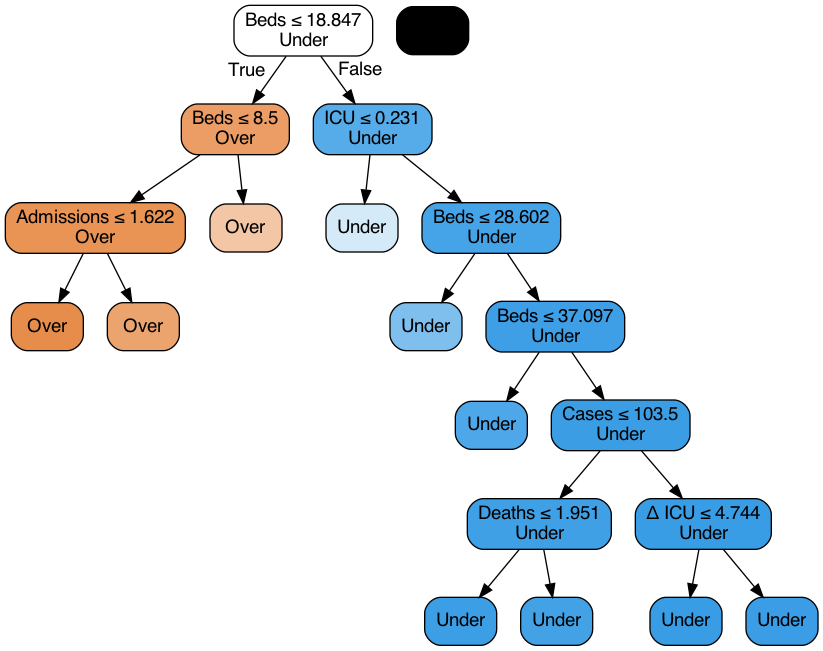 Beds ≤ 18.847
Under
True
False
Beds ≤ 8.5
Over
ICU ≤ 0.231
Under
Admissions ≤ 1.622
Over
Over
Under
Beds ≤ 28.602
Under
Over
Over
Under
Beds ≤ 37.097
Under
Under
Cases ≤ 103.5
Under
Deaths ≤ 1.951
Under
Δ ICU ≤ 4.744
Under
Under
Under
Under
Under